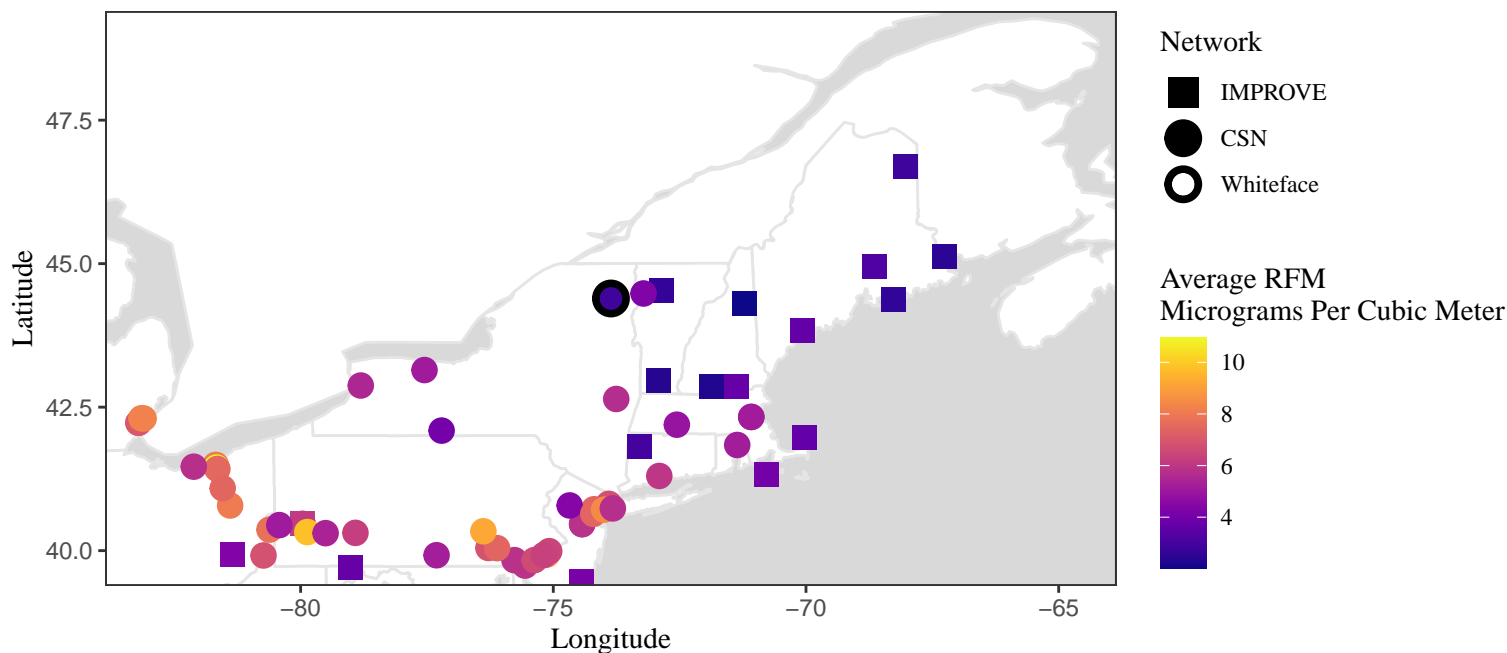 47.5
45.0
42.5
40.0
Latitude
−80
−75
−70
−65
Longitude
Network
IMPROVE
CSN
Whiteface
Average RFM
Micrograms Per Cubic Meter
10
8
6
4